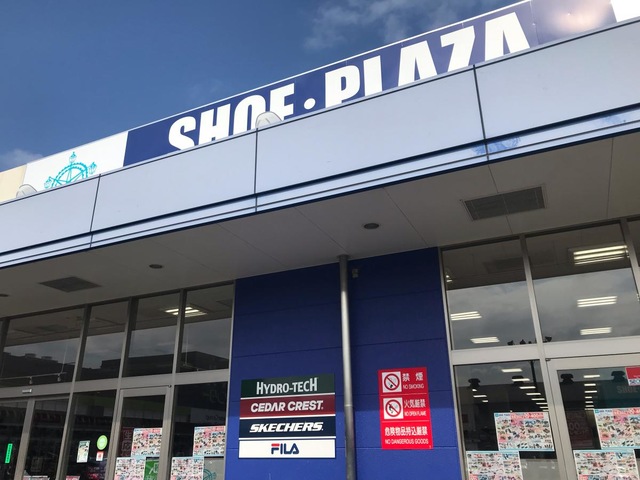 SHOE・PLAZA
HYDRO-TECH
CEDAR CREST.
SKECHERS
FILA
禁煙
NO SMOKING
火気厳禁
NO OPEN FLAME
危険物品持込厳禁
NO DANGEROUS GOODS